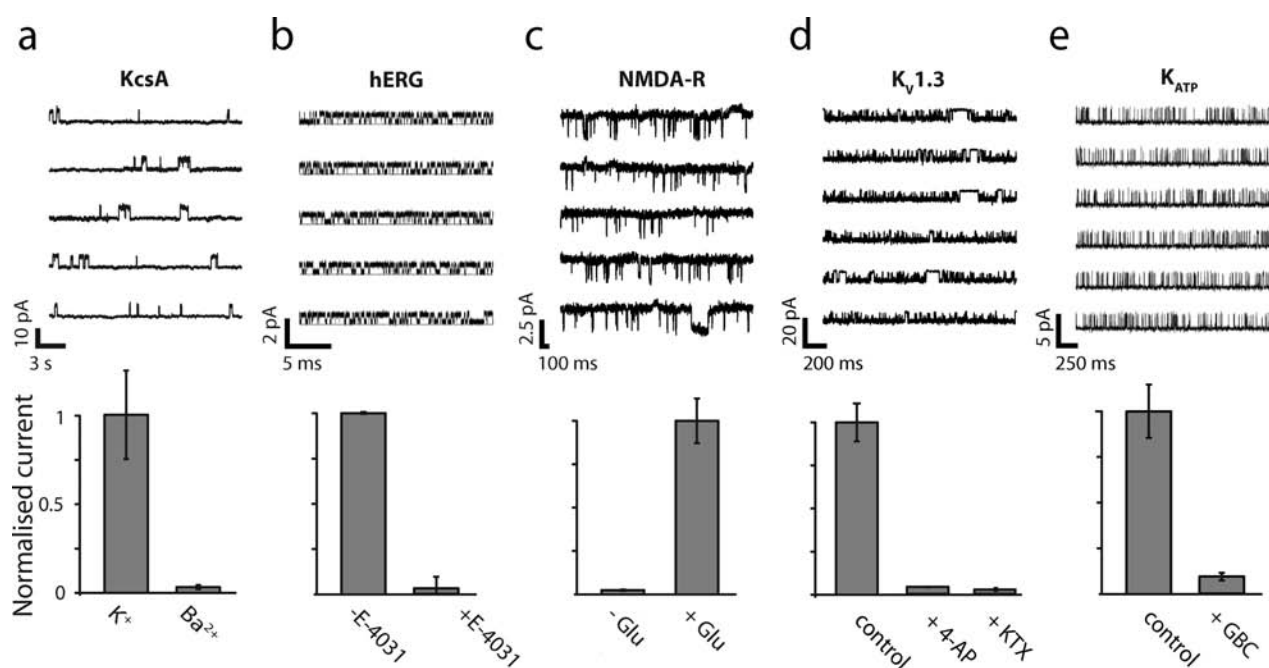 a
KcsA
10 pA
3 s
b
hERG
2 pA
5 ms
c
NMDA-R
2.5 pA
100 ms
d
Kᵥ1.3
20 pA
200 ms
e
K_ATP
5 pA
250 ms
Normalised current
1
0.5
0
K⁺
Ba²⁺
-E-4031
+E-4031
- Glu
+ Glu
control
+ 4-AP
+ KTX
control
+ GBC